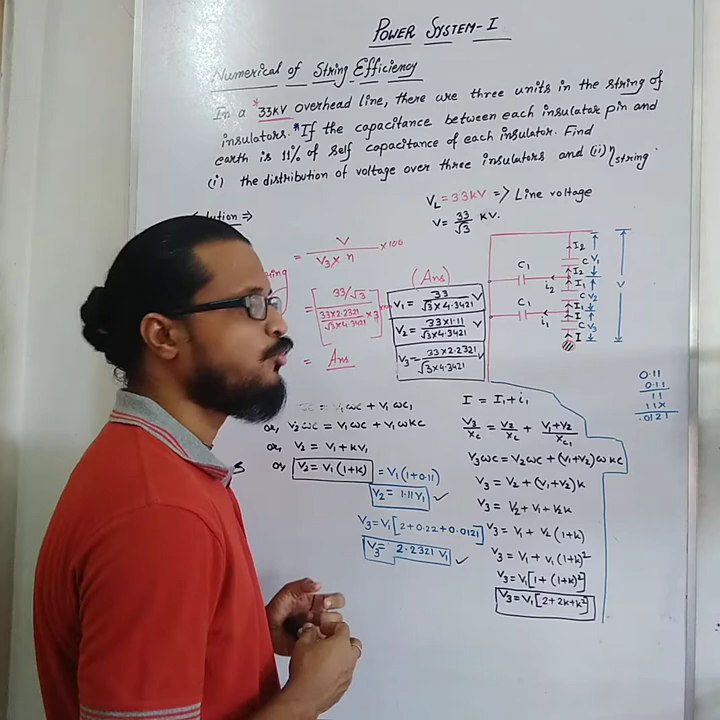 POWER SYSTEM-I
Numerical of String Efficiency
In a *33KV overhead line, there are three units in the string of
insulators. *If the capacitance between each insulator pin and
earth is 11% of self capacitance of each insulator. Find
(i) the distribution of voltage over three insulators and (ii) ηstring.
VL = 33KV => Line voltage
V = 33/√3 KV.
lution =>
= V/(V3 × n) × 100
= [33/√3 / (33×2.2321/(√3×4.3421) × 3)]
= Ans
(Ans)
V1 = 33/(√3×4.3421) V
V2 = 33×1.11/(√3×4.3421) V
V3 = 33×2.2321/(√3×4.3421) V
C1
C1
i2
i1
I2
I2
I1
I1
I
I
C V1
C V2
C V3
V
0.11
0.11
11
11x
.0121
= V1ωC + V1ωC1
or, V2ωC = V1ωC + V1ωKC
or, V2 = V1 + KV1
or V2 = V1(1+K) = V1(1+0.11)
V2 = 1.11V1 ✓
V3 = V1[2+0.22+0.0121]
V3 = 2.2321 V1 ✓
I = I1 + i1
V3/XC = V2/XC + (V1+V2)/XC1
V3ωC = V2ωC + (V1+V2)ωKC
V3 = V2 + (V1+V2)K
V3 = V2 + V1K + V2K
V3 = V1 + V2(1+K)
V3 = V1 + V1(1+K)²
V3 = V1[1+(1+K)²]
V3 = V1[2+2K+K²]